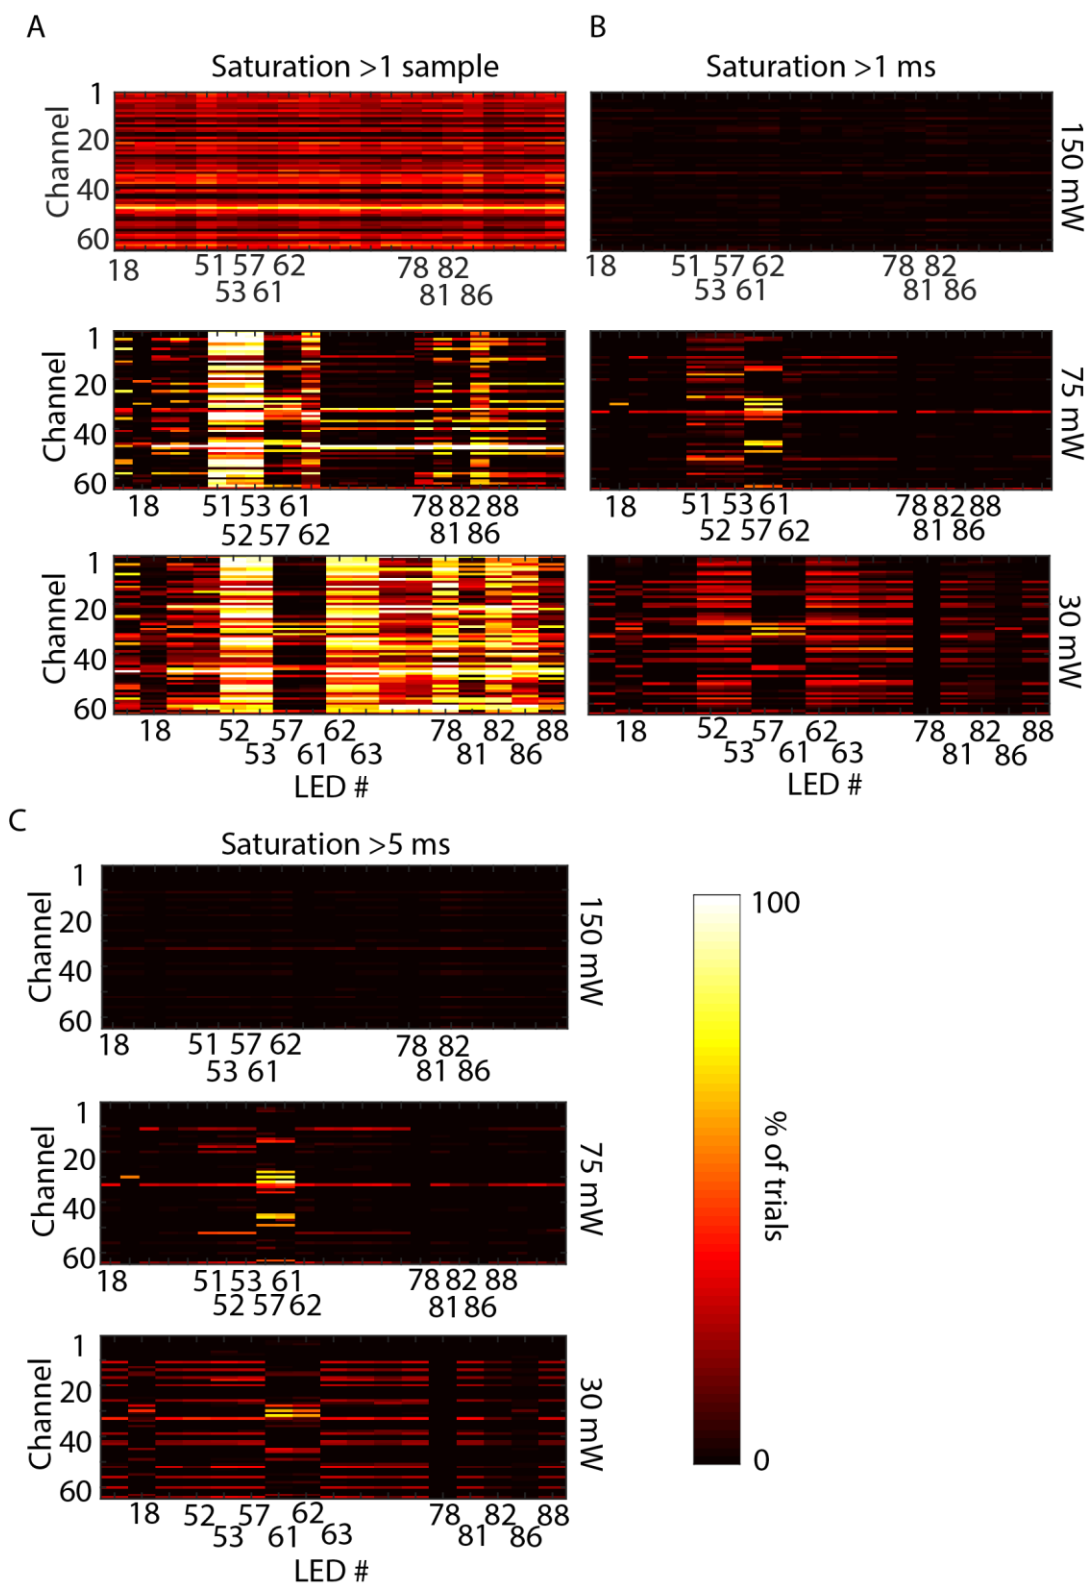 A
B
Saturation >1 sample
Saturation >1 ms
Channel
1
20
40
60
18
51 57 62
53 61
78 82
81 86
18
51 57 62
53 61
78 82
81 86
150 mW
Channel
1
20
40
60
18
51 53 61
52 57 62
78 82 88
81 86
18
51 53 61
52 57 62
78 82 88
81 86
75 mW
Channel
1
20
40
60
18
52 57 62
53 61 63
78 82 88
81 86
LED #
18
52 57 62
53 61 63
78 82 88
81 86
LED #
30 mW
C
Saturation >5 ms
Channel
1
20
40
60
18
51 57 62
53 61
78 82
81 86
150 mW
Channel
1
20
40
60
18
51 53 61
52 57 62
78 82 88
81 86
75 mW
Channel
1
20
40
60
18
52 57 62
53 61 63
78 82 88
81 86
LED #
30 mW
100
% of trials
0